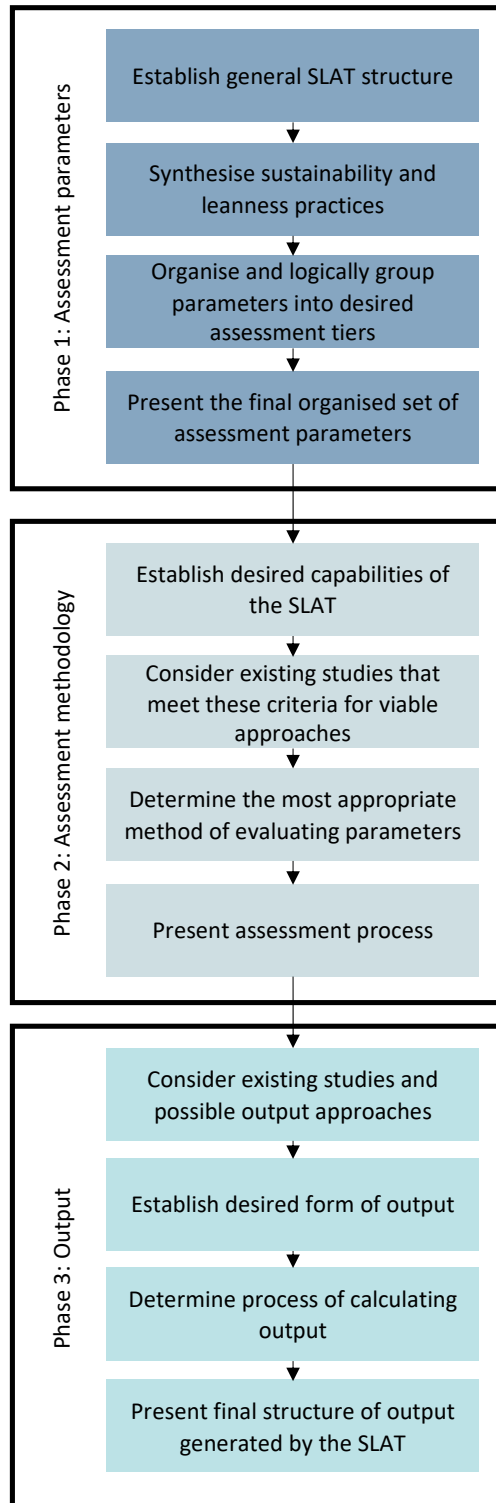 Phase 1: Assessment parameters
Establish general SLAT structure
Synthesise sustainability and
leanness practices
Organise and logically group
parameters into desired
assessment tiers
Present the final organised set of
assessment parameters
Phase 2: Assessment methodology
Establish desired capabilities of
the SLAT
Consider existing studies that
meet these criteria for viable
approaches
Determine the most appropriate
method of evaluating parameters
Present assessment process
Phase 3: Output
Consider existing studies and
possible output approaches
Establish desired form of output
Determine process of calculating
output
Present final structure of output
generated by the SLAT